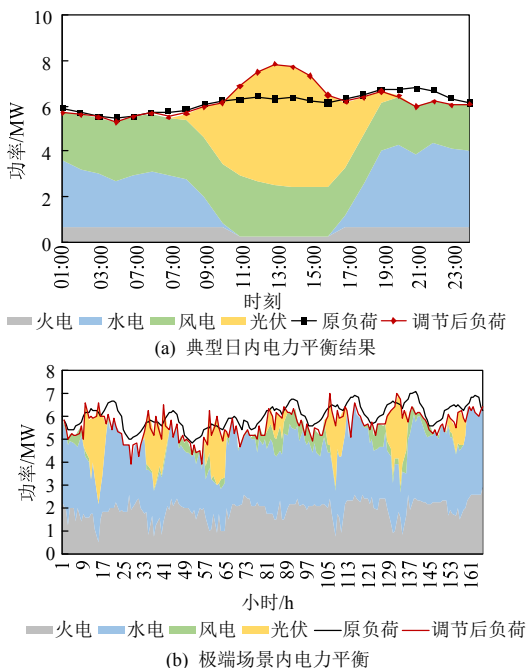 10
8
6
4
2
0
功率/MW
01:00 03:00 07:00 07:00 09:00 11:00 13:00 15:00 17:00 19:00 21:00 23:00
时刻
火电 水电 风电 光伏 原负荷 调节后负荷
(a) 典型日内电力平衡结果
8
7
6
5
4
3
2
1
0
功率/MW
1 9 17 25 33 41 49 57 65 73 81 89 97 105 113 121 129 137 145 153 161
小时/h
火电 水电 风电 光伏 原负荷 调节后负荷
(b) 极端场景内电力平衡